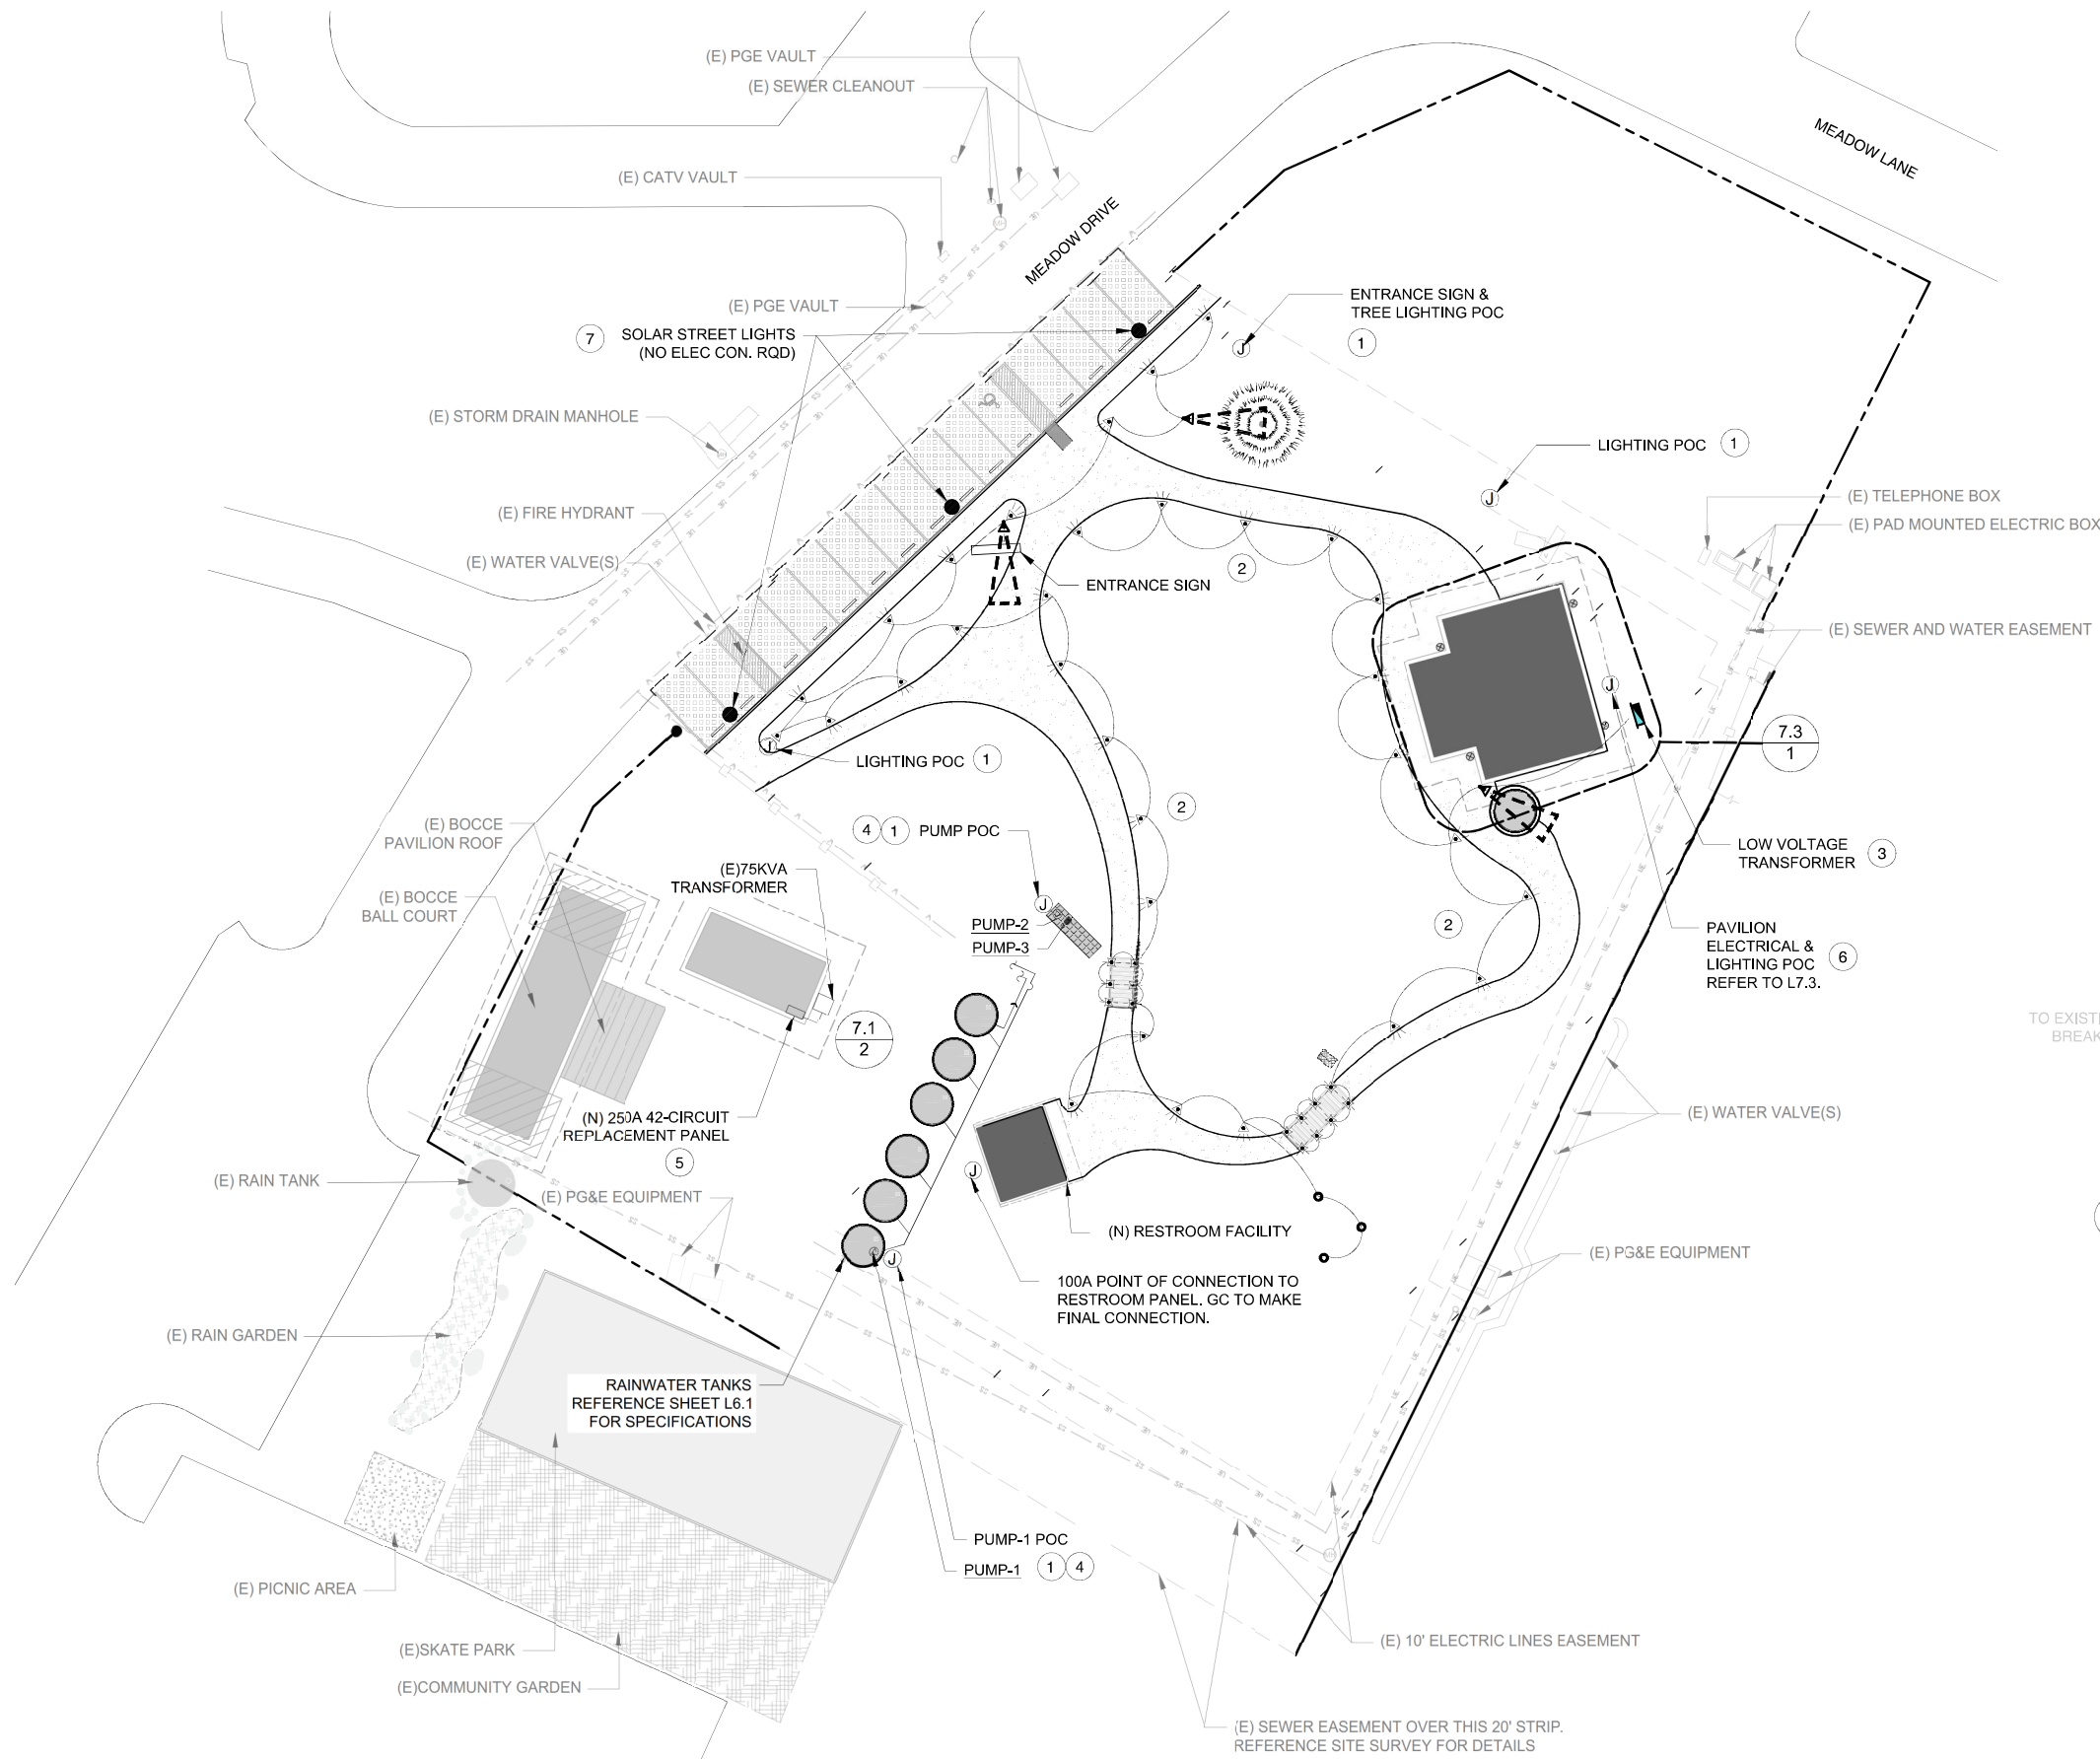 (E) PGE VAULT
(E) SEWER CLEANOUT
MEADOW LANE
(E) CATV VAULT
MEADOW DRIVE
(E) PGE VAULT
ENTRANCE SIGN &
TREE LIGHTING POC
1
7
SOLAR STREET LIGHTS
(NO ELEC CON. RQD)
J
(E) STORM DRAIN MANHOLE
LIGHTING POC 1
J
(E) TELEPHONE BOX
(E) PAD MOUNTED ELECTRIC BOX
(E) FIRE HYDRANT
(E) WATER VALVE(S)
2
ENTRANCE SIGN
(E) SEWER AND WATER EASEMENT
J
7.3
1
J
LIGHTING POC 1
2
(E) BOCCE
PAVILION ROOF
4 1 PUMP POC
LOW VOLTAGE
TRANSFORMER
3
(E)75KVA
TRANSFORMER
(E) BOCCE
BALL COURT
J
PUMP-2
PUMP-3
2
PAVILION
ELECTRICAL &
LIGHTING POC
REFER TO L7.3.
6
7.1
2
TO EXIST
BREAK
(N) 250A 42-CIRCUIT
REPLACEMENT PANEL
5
(E) WATER VALVE(S)
(E) RAIN TANK
J
(E) PG&E EQUIPMENT
(N) RESTROOM FACILITY
J
(E) PG&E EQUIPMENT
100A POINT OF CONNECTION TO
RESTROOM PANEL. GC TO MAKE
FINAL CONNECTION.
(E) RAIN GARDEN
RAINWATER TANKS
REFERENCE SHEET L6.1
FOR SPECIFICATIONS
PUMP-1 POC
PUMP-1 1 4
(E) PICNIC AREA
(E)SKATE PARK
(E) 10' ELECTRIC LINES EASEMENT
(E)COMMUNITY GARDEN
(E) SEWER EASEMENT OVER THIS 20' STRIP.
REFERENCE SITE SURVEY FOR DETAILS